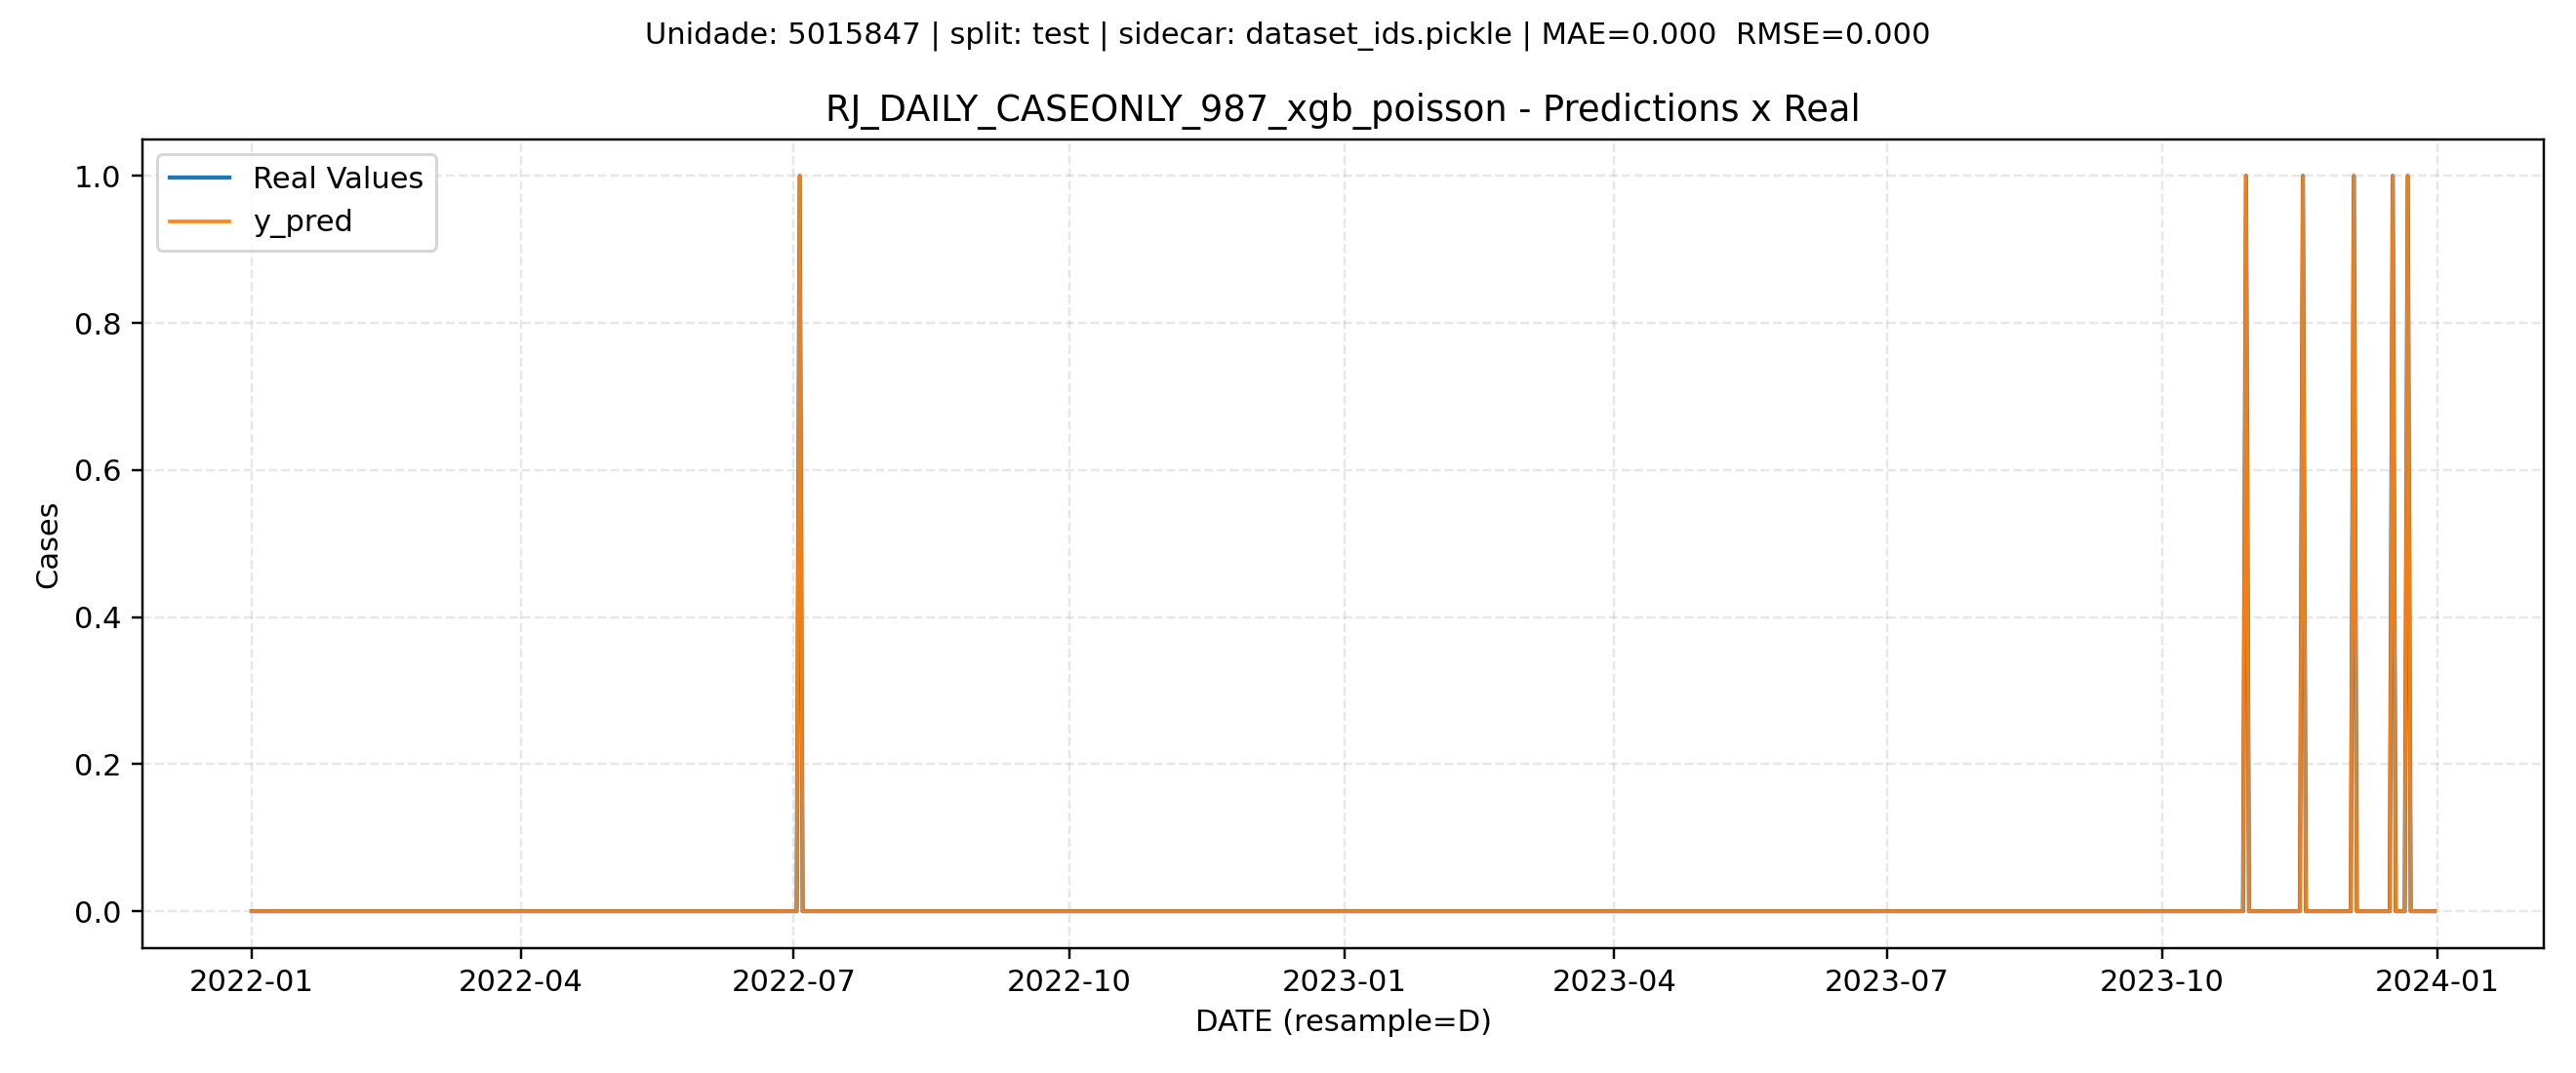 Unidade: 5015847 | split: test | sidecar: dataset_ids.pickle | MAE=0.000  RMSE=0.000
RJ_DAILY_CASEONLY_987_xgb_poisson - Predictions x Real
Real Values
y_pred
1.0
0.8
0.6
0.4
0.2
0.0
Cases
2022-01 2022-04 2022-07 2022-10 2023-01 2023-04 2023-07 2023-10 2024-01
DATE (resample=D)